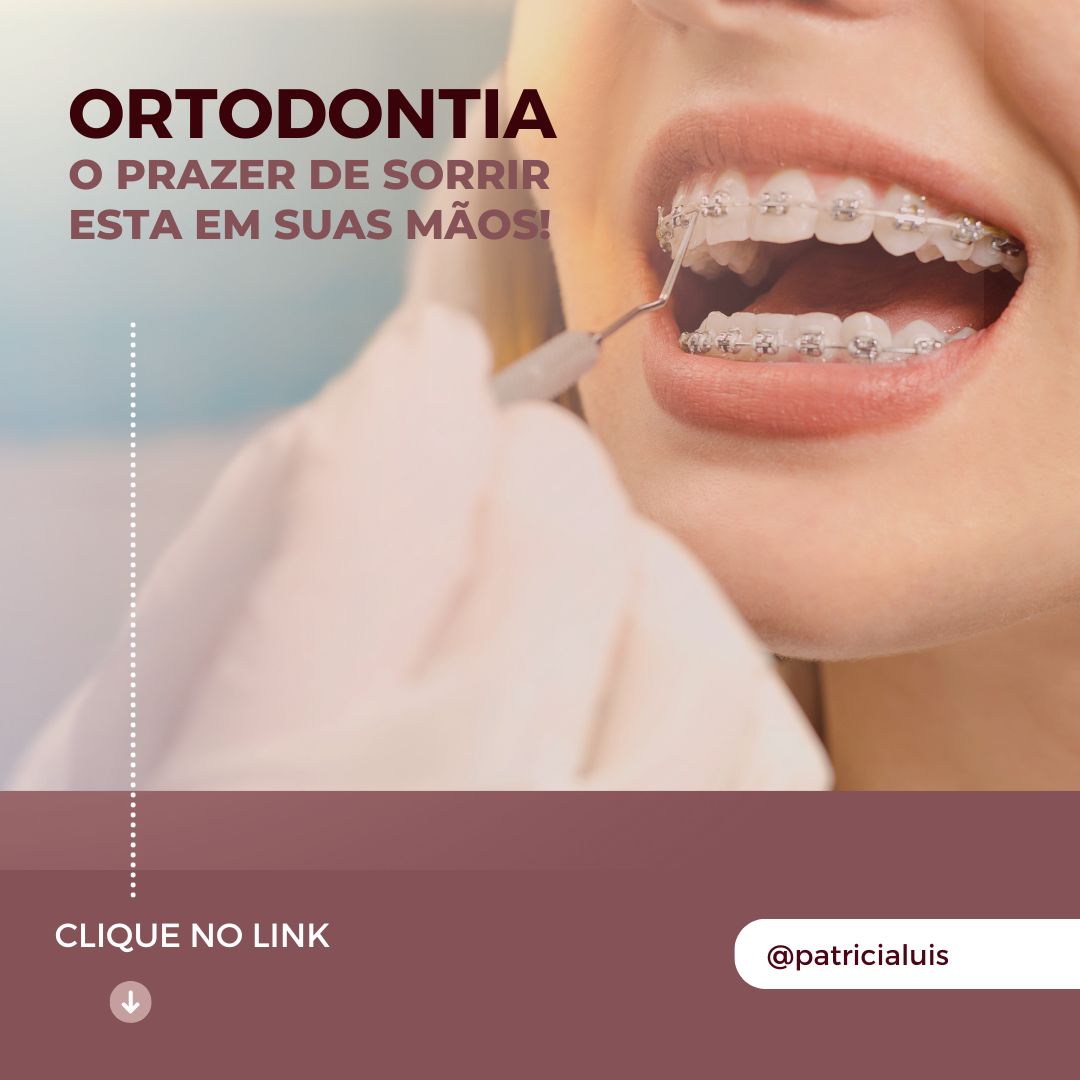 ORTODONTIA
O PRAZER DE SORRIR
ESTA EM SUAS MÃOS!
CLIQUE NO LINK
@patricialuis